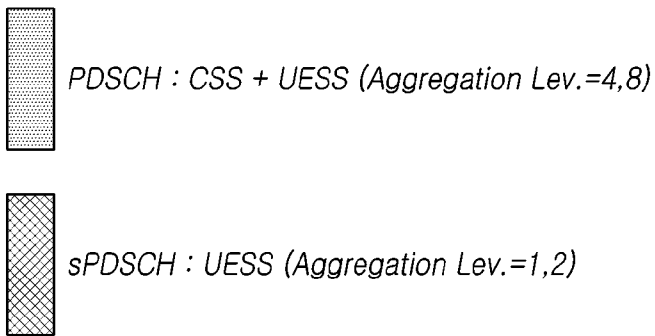 PDSCH : CSS + UESS (Aggregation Lev.=4,8)
sPDSCH : UESS (Aggregation Lev.=1,2)